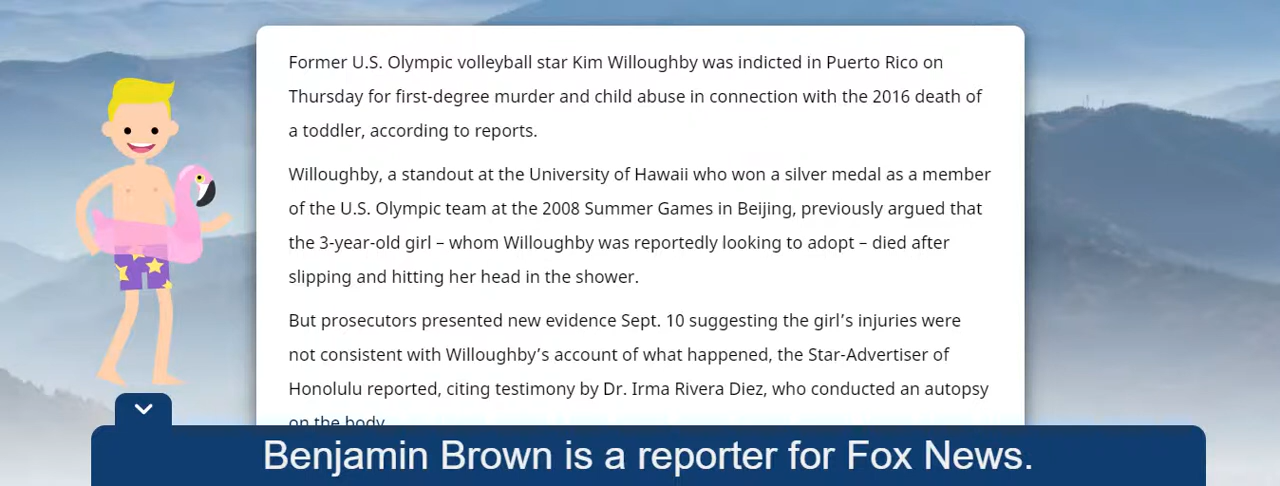 Former U.S. Olympic volleyball star Kim Willoughby was indicted in Puerto Rico on
Thursday for first-degree murder and child abuse in connection with the 2016 death of
a toddler, according to reports.
Willoughby, a standout at the University of Hawaii who won a silver medal as a member
of the U.S. Olympic team at the 2008 Summer Games in Beijing, previously argued that
the 3-year-old girl – whom Willoughby was reportedly looking to adopt – died after
slipping and hitting her head in the shower.
But prosecutors presented new evidence Sept. 10 suggesting the girl’s injuries were
not consistent with Willoughby’s account of what happened, the Star-Advertiser of
Honolulu reported, citing testimony by Dr. Irma Rivera Diez, who conducted an autopsy
on the body.
Benjamin Brown is a reporter for Fox News.